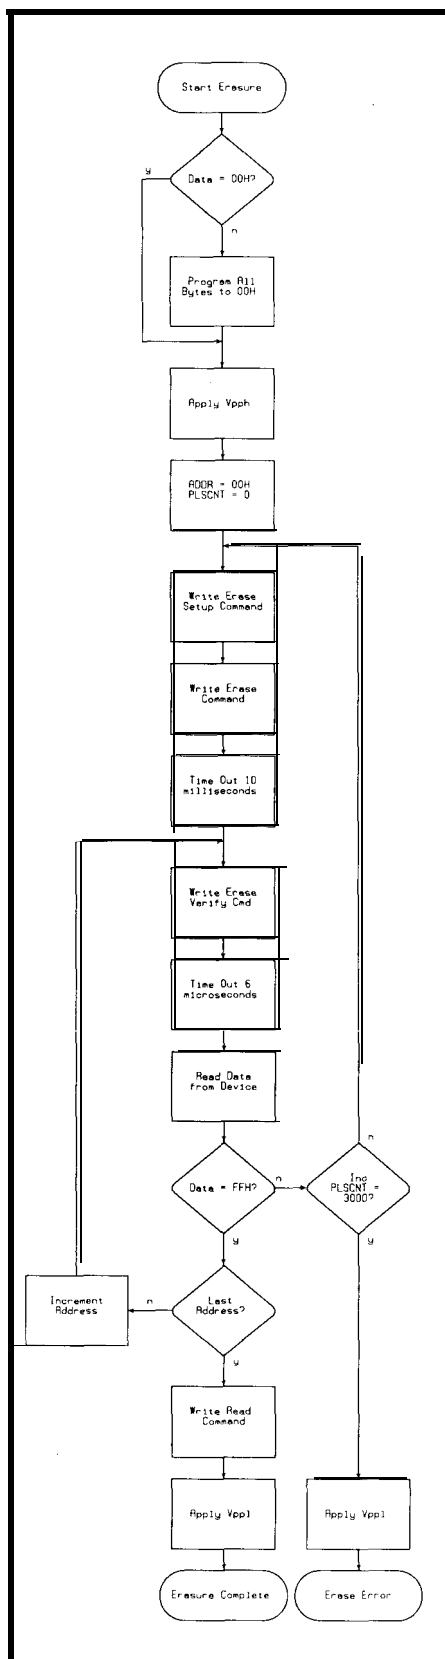 Start Erasure
Data = 00H?
y
n
Program All
Bytes to 00H
Apply Vpph
ADDR = 00H
PLSCNT = 0
Write Erase
Setup Command
Write Erase
Command
Time Out 10
milliseconds
Write Erase
Verify Cmd
Time Out 6
microseconds
Read Data
from Device
n
Data = FFH?
n
Inc
PLSCNT =
3000?
y
y
Increment
Address
n
Last
Address?
y
Write Read
Command
Apply Vppl
Apply Vppl
Erasure Complete
Erase Error